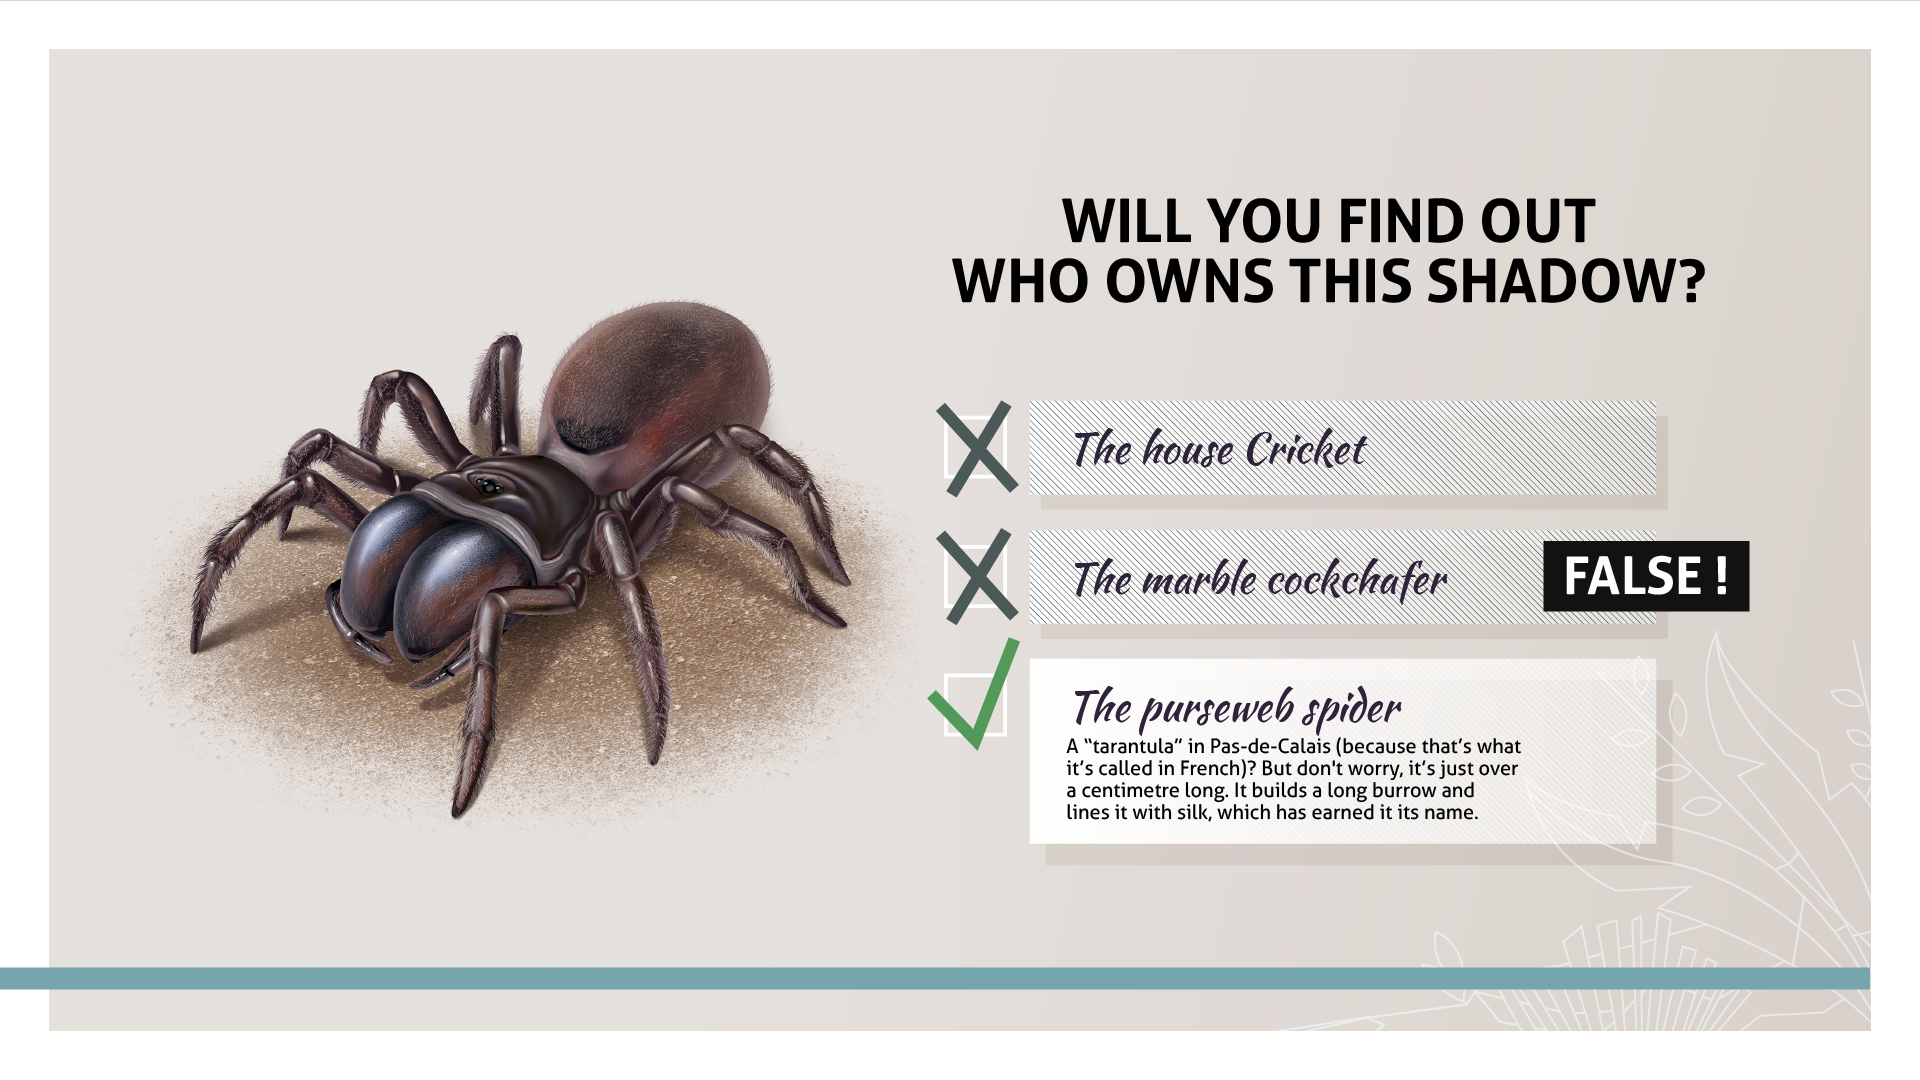 WILL YOU FIND OUT
WHO OWNS THIS SHADOW?
The house Cricket
The marble cockchafer
FALSE !
The purseweb spider
A “tarantula” in Pas-de-Calais (because that’s what
it’s called in French)? But don't worry, it’s just over
a centimetre long. It builds a long burrow and
lines it with silk, which has earned it its name.